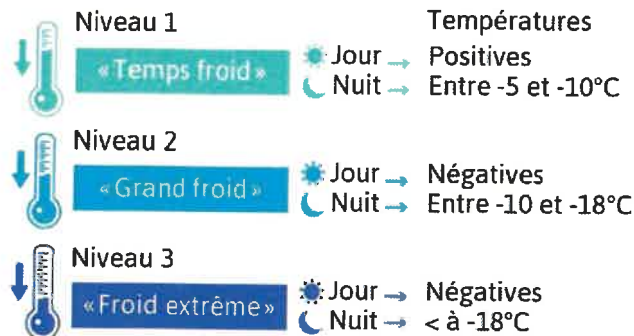 Niveau 1 Températures
« Temps froid » Jour → Positives
Nuit → Entre -5 et -10°C
Niveau 2
« Grand froid » Jour → Négatives
Nuit → Entre -10 et -18°C
Niveau 3
« Froid extrême » Jour → Négatives
Nuit → < à -18°C